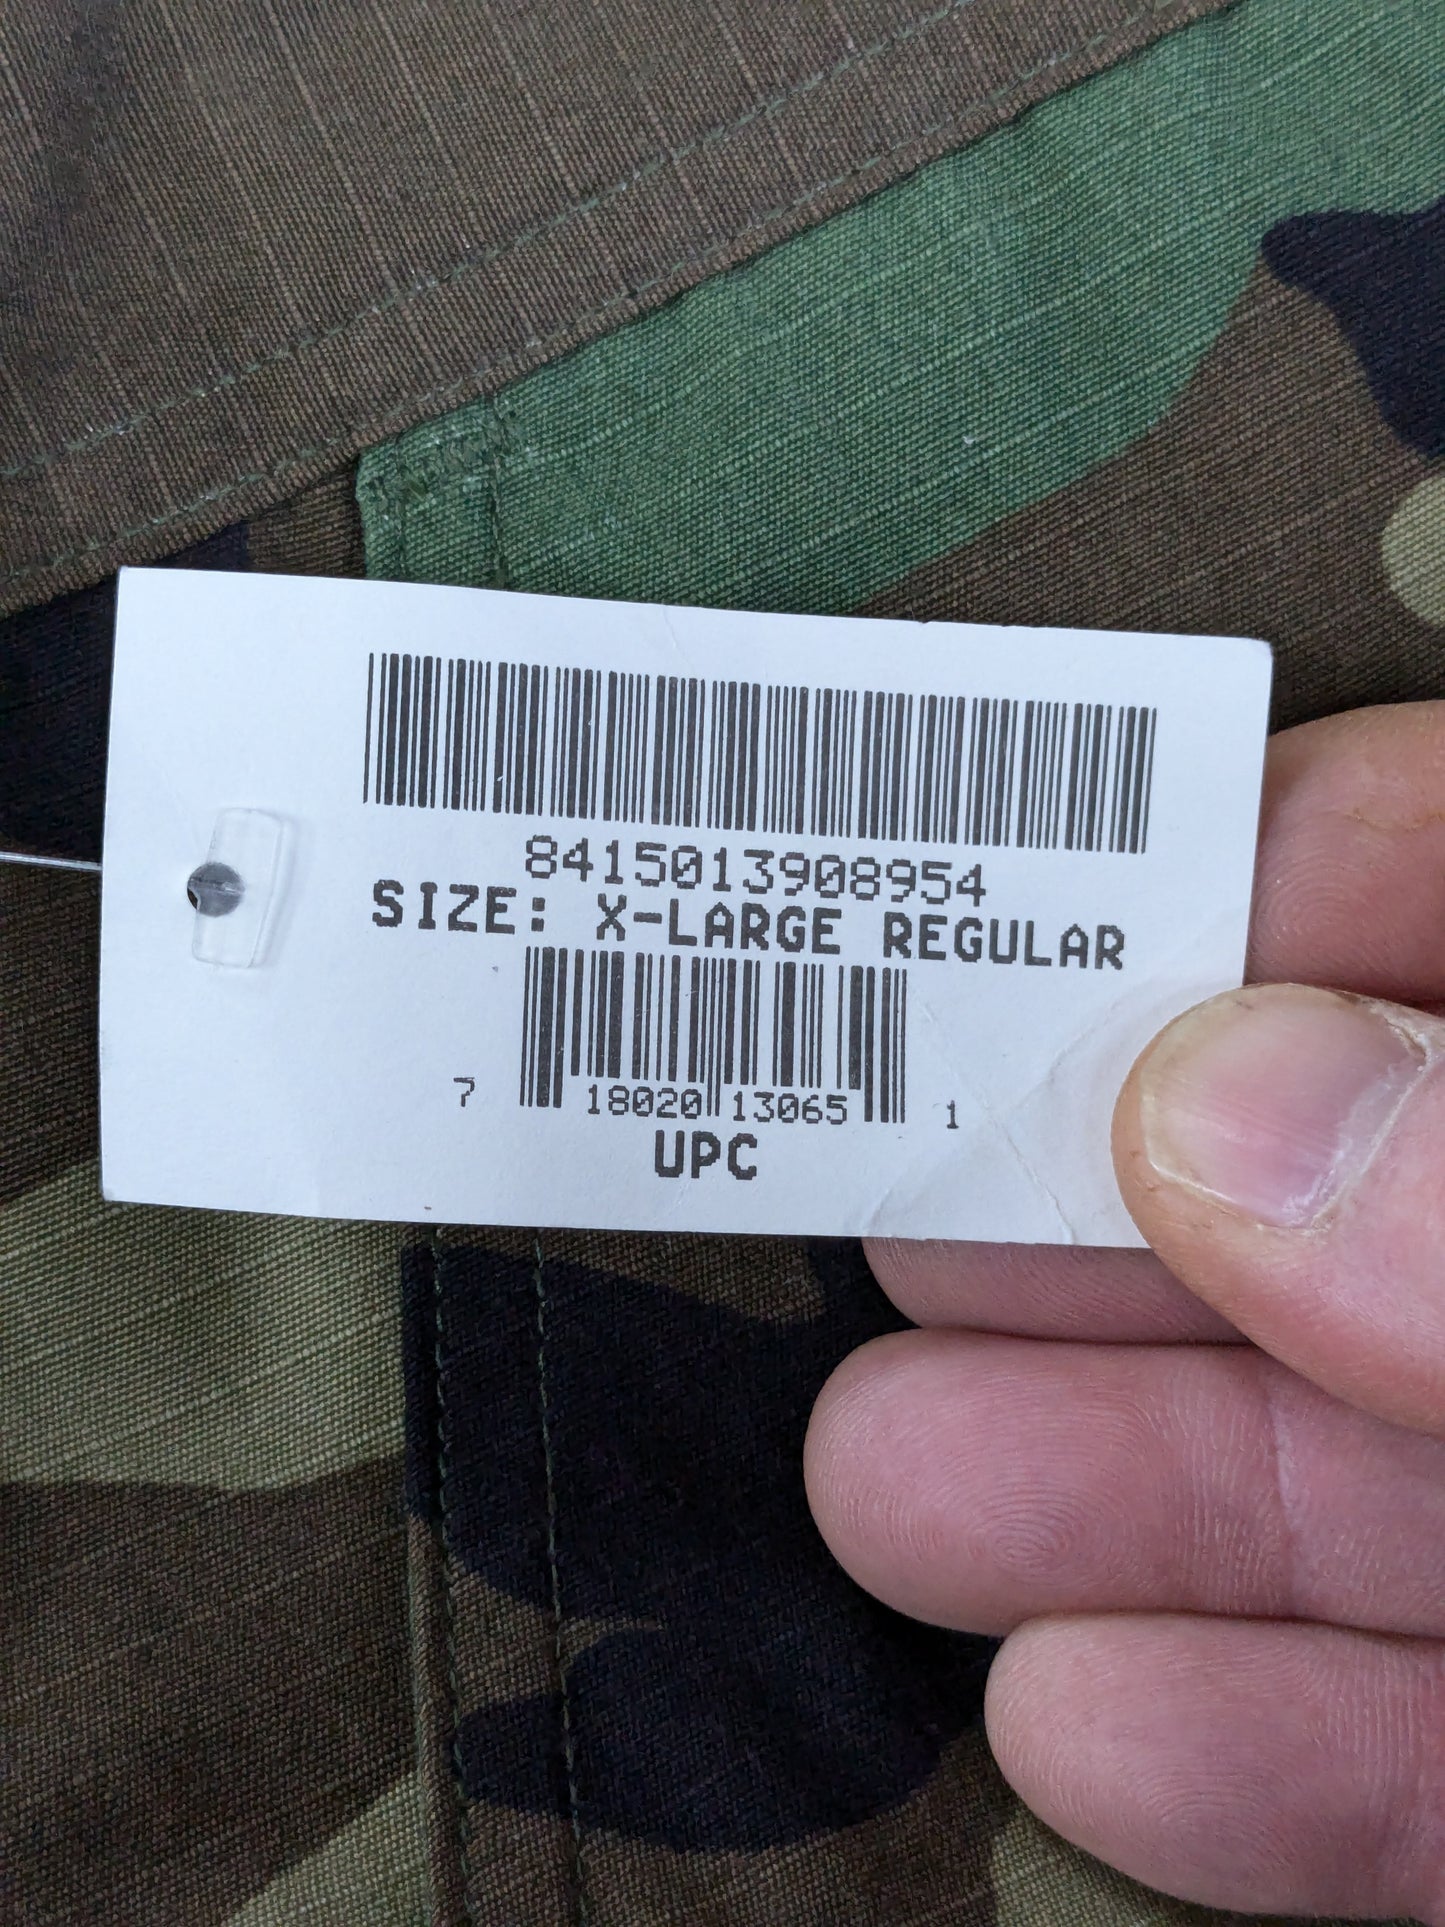 8415013908954
SIZE: X-LARGE REGULAR
7 18020 13065 1
UPC